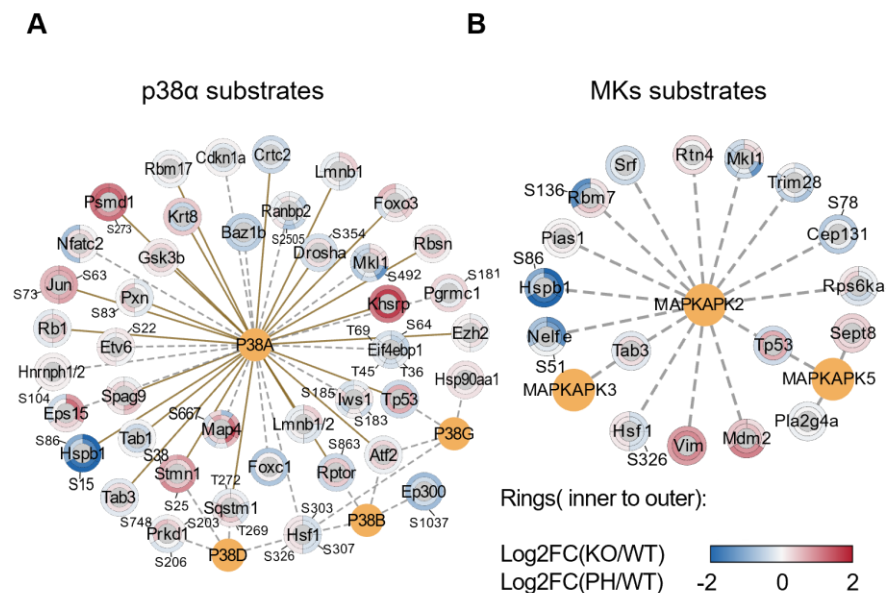 A
B
p38α substrates
MKs substrates
Cdkn1a
Crtc2
Rbm17
Lmnb1
Psmd1
S273
Krt8
Baz1b
Ranbp2
S2505
Foxo3
Nfatc2
Gsk3b
Drosha
S354
Rbsn
Mkl1
S492
Jun
S63
S73
Pxn
S83
Khsrp
Pgrmc1
S181
Rb1
S22
Etv6
P38A
T69
S64
Eif4ebp1
T45
T36
Ezh2
Hnrnph1/2
S104
Hsp90aa1
Eps15
Spag9
S185
Iws1
S183
Tp53
S86
Hspb1
S15
Tab1
S667
Map4
Lmnb1/2
S863
Atf2
P38G
S38
Stmn1
S25
Foxc1
Rptor
Tab3
T272
Sqstm1
T269
S303
Ep300
S1037
S748
S203
Prkd1
S206
P38D
Hsf1
S326
S307
P38B
Srf
Rtn4
Mkl1
S136
Rbm7
Trim28
S78
Pias1
Cep131
S86
Hspb1
MAPKAPK2
Rps6ka
Nelfe
S51
Tab3
Tp53
Sept8
MAPKAPK3
MAPKAPK5
Hsf1
S326
Vim
Mdm2
Pla2g4a
Rings( inner to outer):
Log2FC(KO/WT)
Log2FC(PH/WT)
-2 0 2